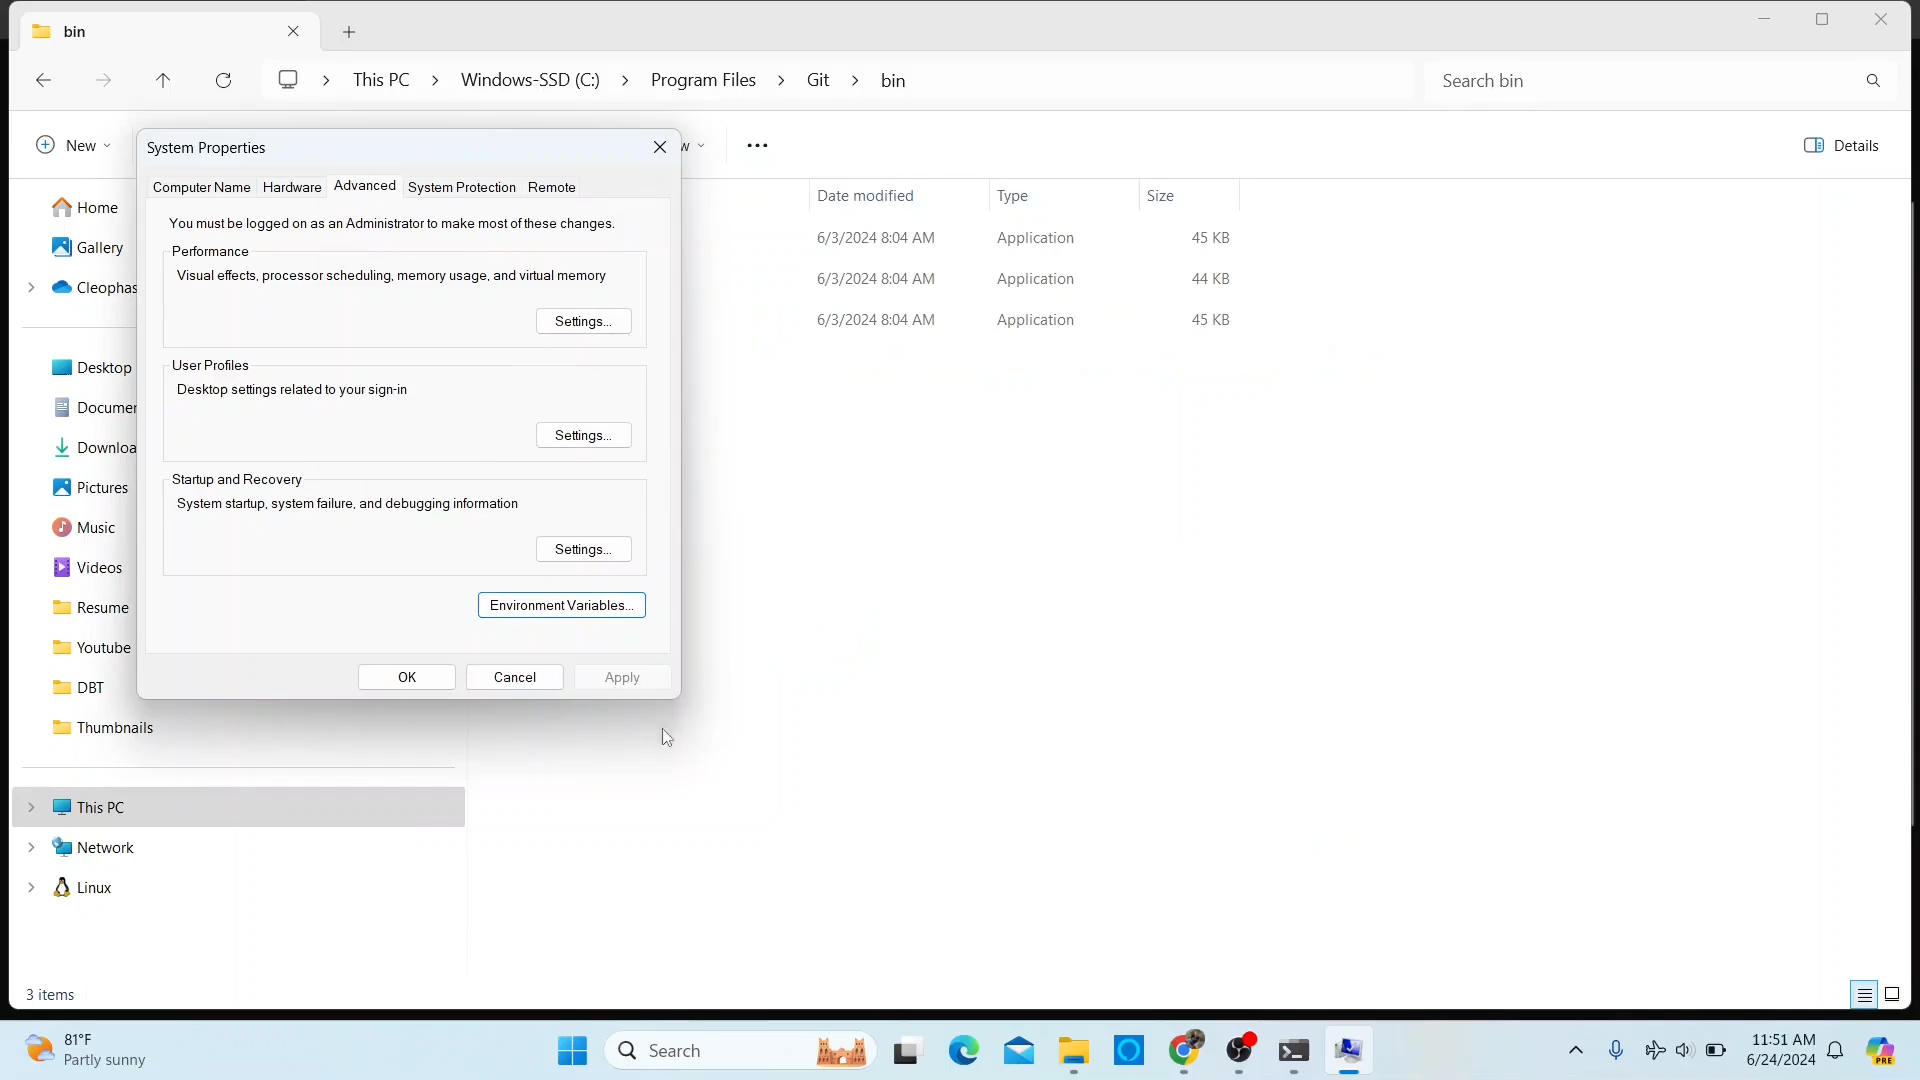 bin
This PC
Windows-SSD (C:)
Program Files
Git
bin
Search bin
New
w
Details
System Properties
Computer Name
Hardware
Advanced
System Protection
Remote
You must be logged on as an Administrator to make most of these changes.
Performance
Visual effects, processor scheduling, memory usage, and virtual memory
Settings...
User Profiles
Desktop settings related to your sign-in
Settings...
Startup and Recovery
System startup, system failure, and debugging information
Settings...
Environment Variables...
OK
Cancel
Apply
Date modified
Type
Size
6/3/2024 8:04 AM
Application
45 KB
6/3/2024 8:04 AM
Application
44 KB
6/3/2024 8:04 AM
Application
45 KB
Home
Gallery
Cleophas
Desktop
Documen
Downloa
Pictures
Music
Videos
Resume
Youtube
DBT
Thumbnails
This PC
Network
Linux
3 items
81°F
Partly sunny
Search
PRE
11:51 AM
6/24/2024